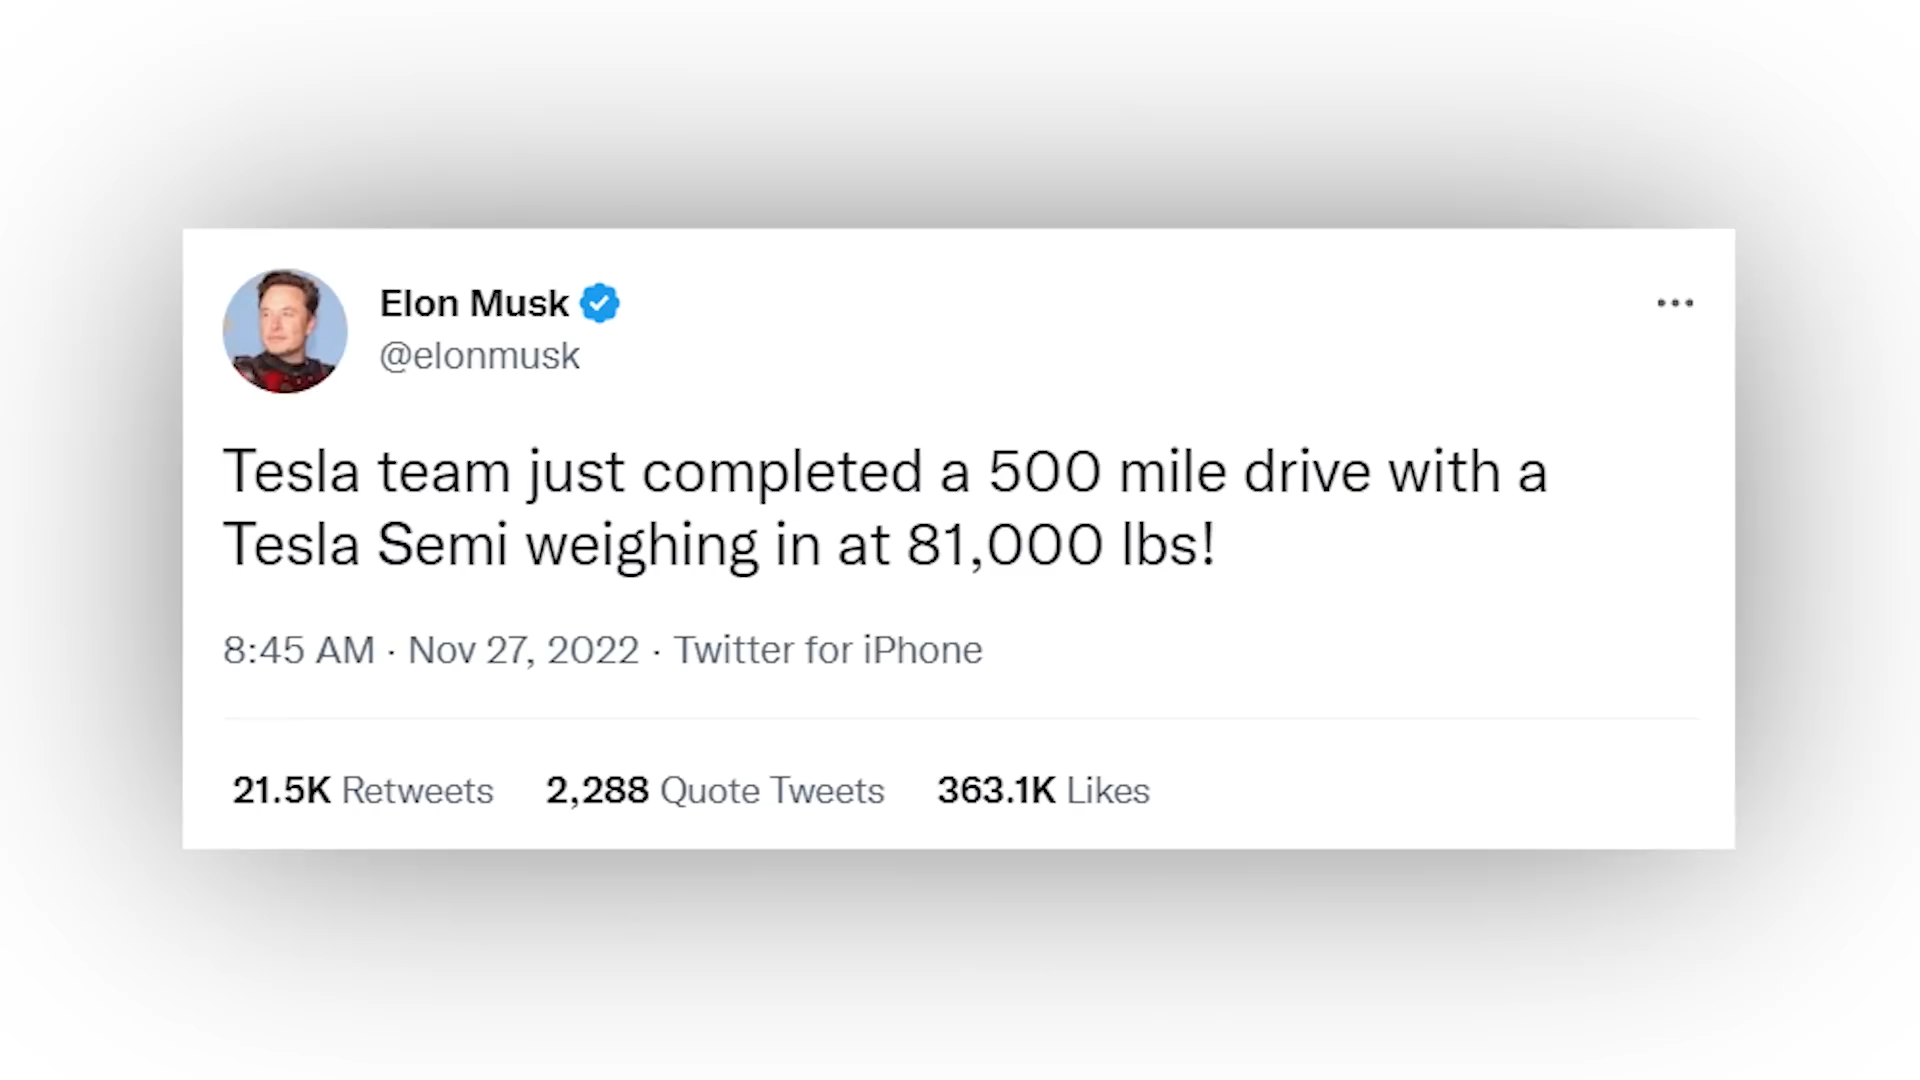 Elon Musk
@elonmusk
Tesla team just completed a 500 mile drive with a
Tesla Semi weighing in at 81,000 lbs!
8:45 AM · Nov 27, 2022 · Twitter for iPhone
21.5K Retweets 2,288 Quote Tweets 363.1K Likes